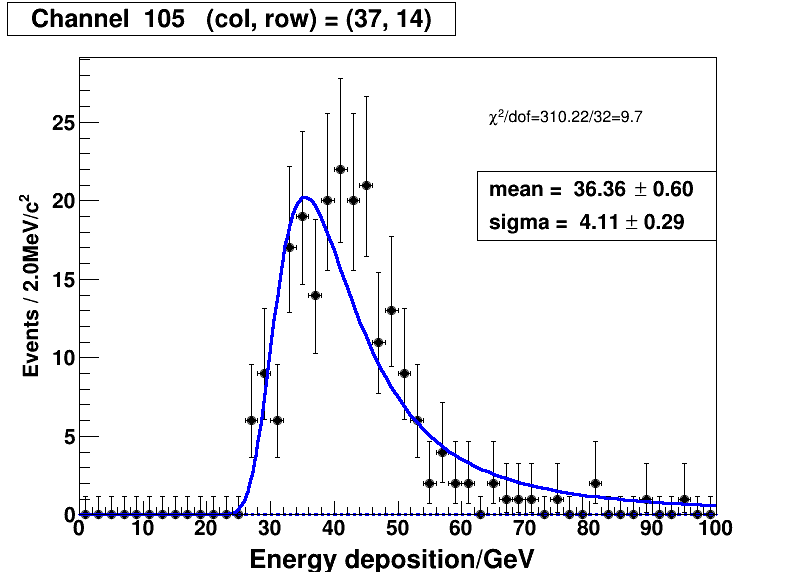 Channel 105 (col, row) = (37, 14)
χ²/dof=310.22/32=9.7
mean = 36.36 ± 0.60
sigma = 4.11 ± 0.29
Events / 2.0MeV/c²
25
20
15
10
5
0
0 10 20 30 40 50 60 70 80 90 100
Energy deposition/GeV